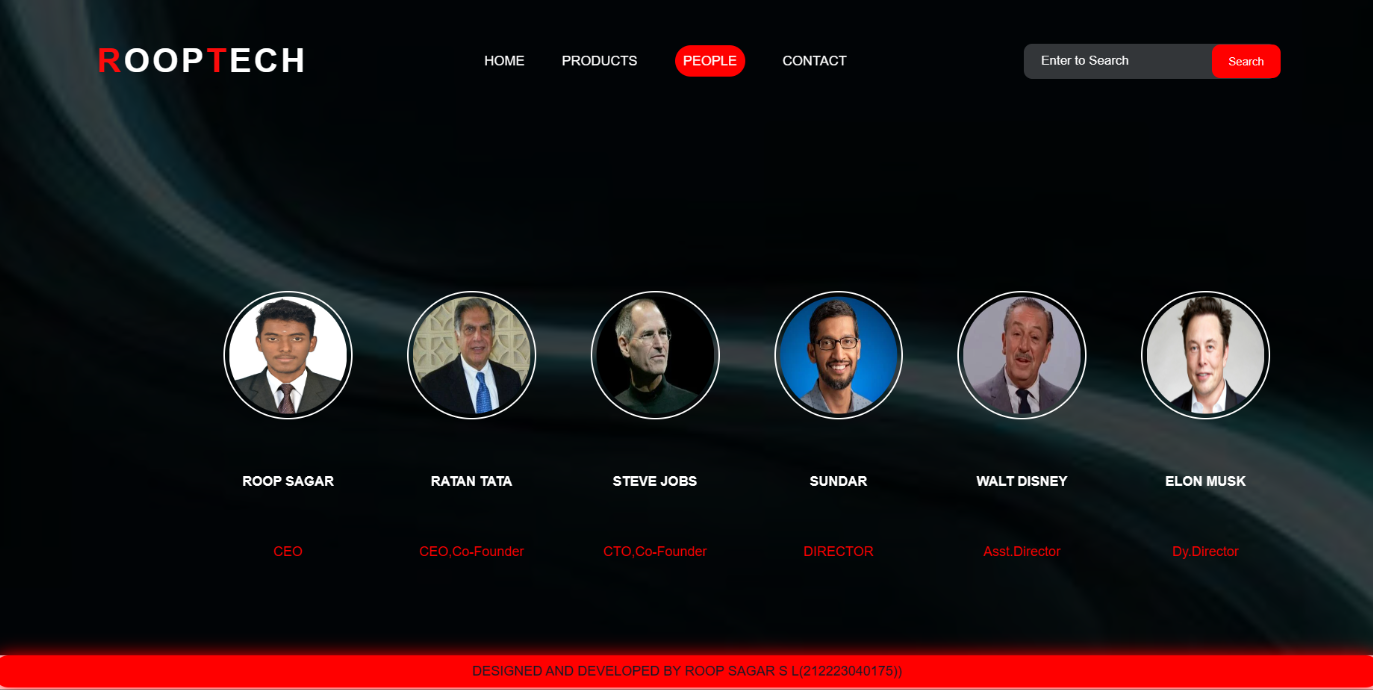 ROOPTECH
HOME PRODUCTS PEOPLE CONTACT
Enter to Search Search
ROOP SAGAR RATAN TATA STEVE JOBS SUNDAR WALT DISNEY ELON MUSK
CEO CEO,Co-Founder CTO,Co-Founder DIRECTOR Asst.Director Dy.Director
DESIGNED AND DEVELOPED BY ROOP SAGAR S L(212223040175))